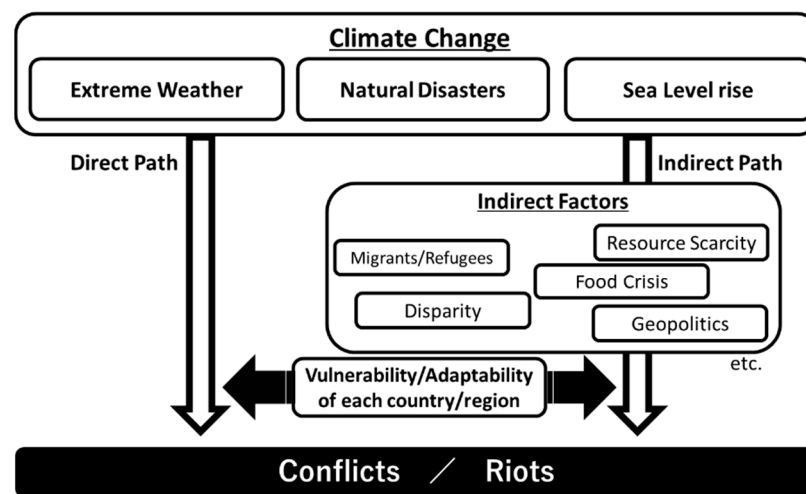 Climate Change
Extreme Weather
Natural Disasters
Sea Level rise
Direct Path
Indirect Path
Indirect Factors
Resource Scarcity
Migrants/Refugees
Food Crisis
Disparity
Geopolitics
etc.
Vulnerability/Adaptability
of each country/region
Conflicts ／ Riots